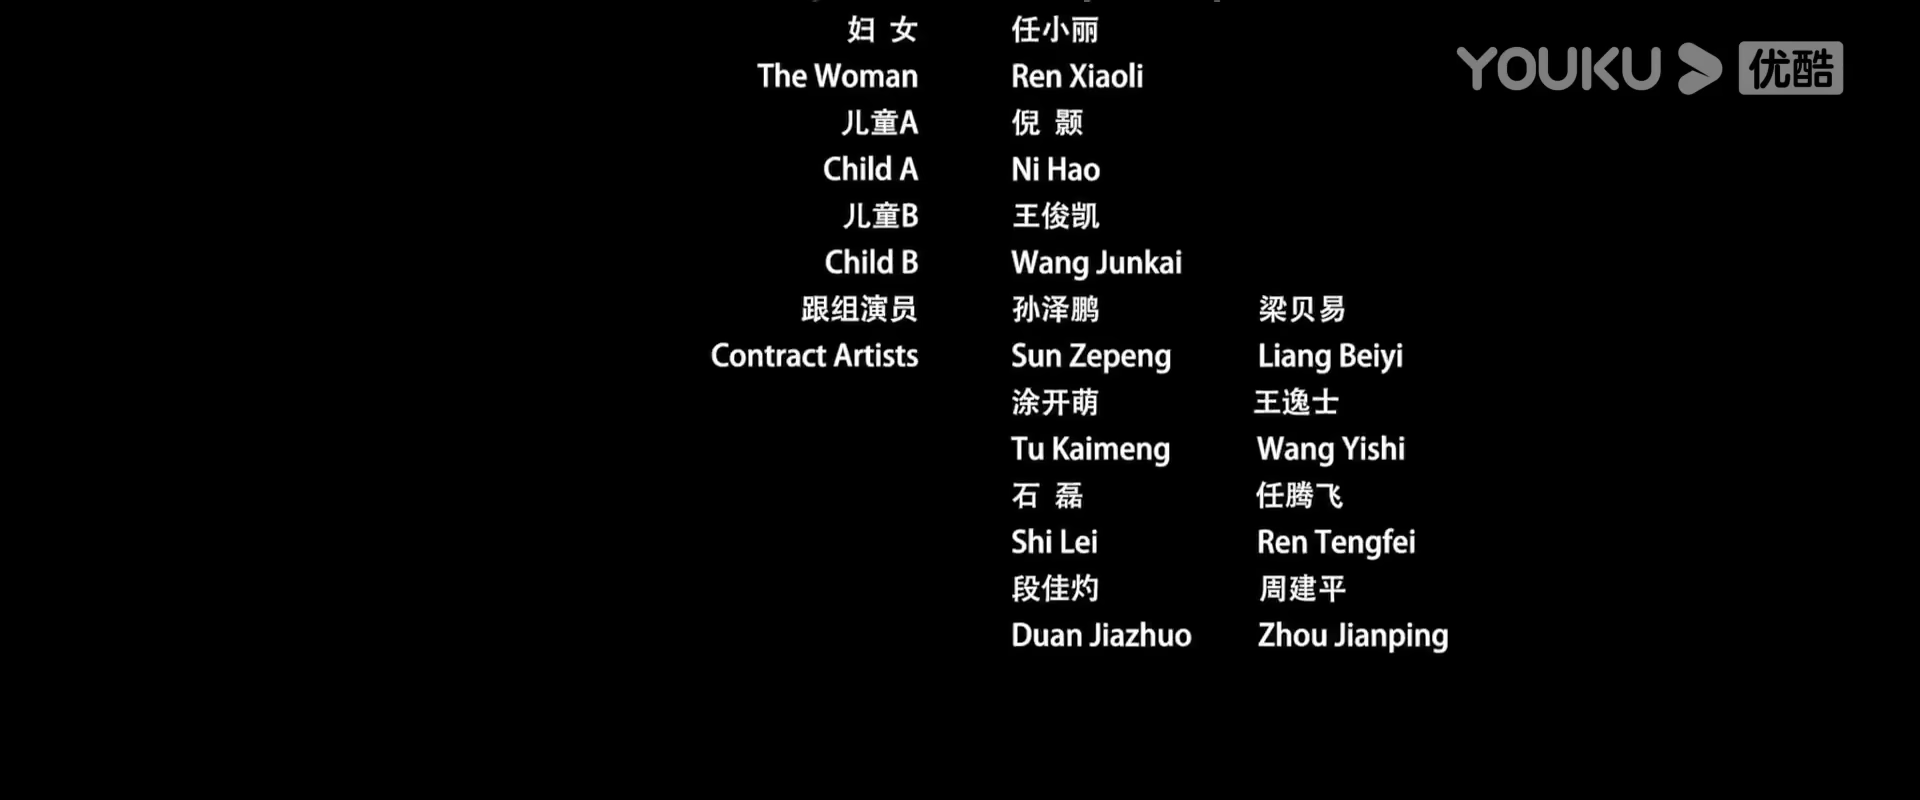 妇 女 任小丽
The Woman Ren Xiaoli
YOUKU 优酷
儿童A 倪 颢
Child A Ni Hao
儿童B 王俊凯
Child B Wang Junkai
跟组演员 孙泽鹏 梁贝易
Contract Artists Sun Zepeng Liang Beiyi
涂开萌 王逸士
Tu Kaimeng Wang Yishi
石 磊 任腾飞
Shi Lei Ren Tengfei
段佳灼 周建平
Duan Jiazhuo Zhou Jianping